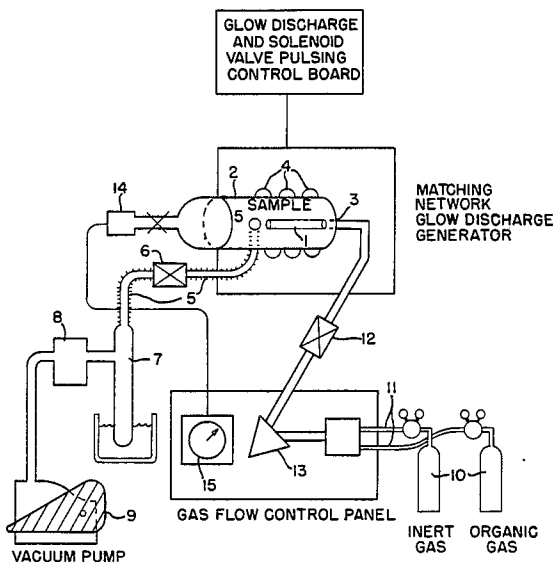 GLOW DISCHARGE
AND SOLENOID
VALVE PULSING
CONTROL BOARD
2
4
14
5
SAMPLE
3
1
MATCHING
NETWORK
GLOW DISCHARGE
GENERATOR
6
5
8
7
12
11
15
13
10
9
GAS FLOW CONTROL PANEL
INERT
GAS
ORGANIC
GAS
VACUUM PUMP